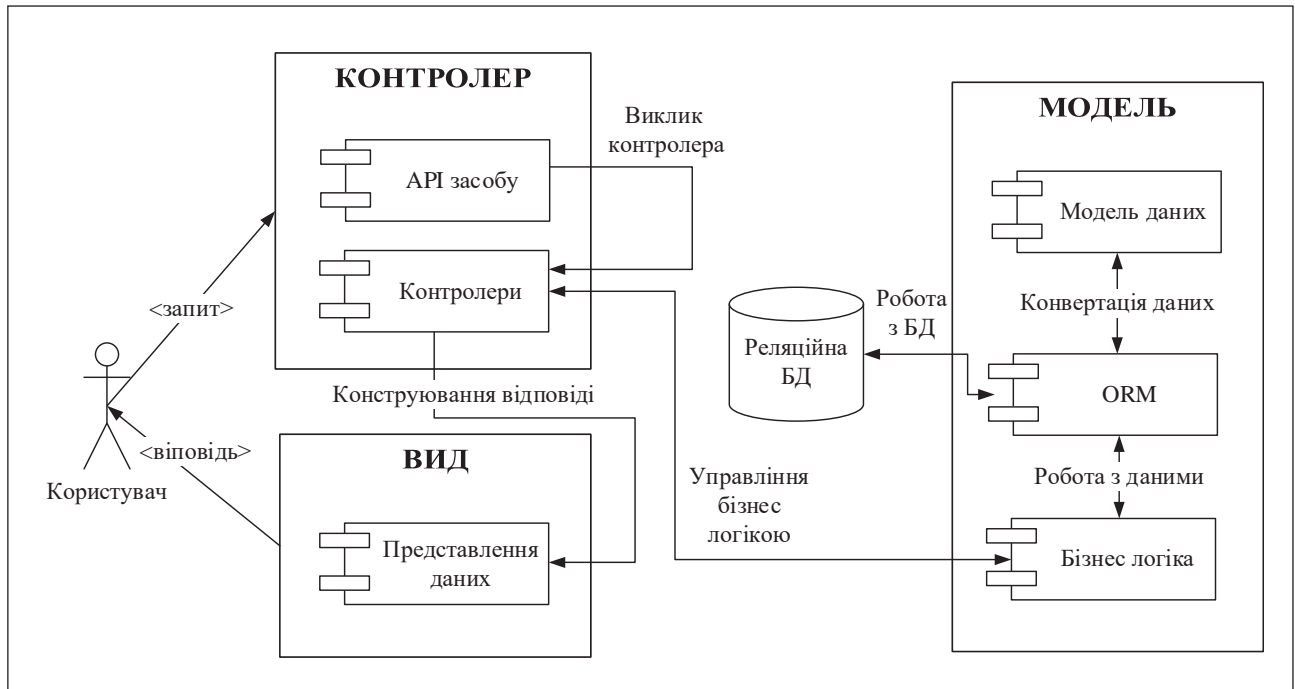 КОНТРОЛЕР
API засобу
Виклик
контролера
Контролери
<запит>
Користувач
<віповідь>
Конструювання відповіді
ВИД
Представлення
даних
Реляційна
БД
Робота
з БД
Управління
бізнес
логікою
МОДЕЛЬ
Модель даних
Конвертація даних
ORM
Робота з даними
Бізнес логіка